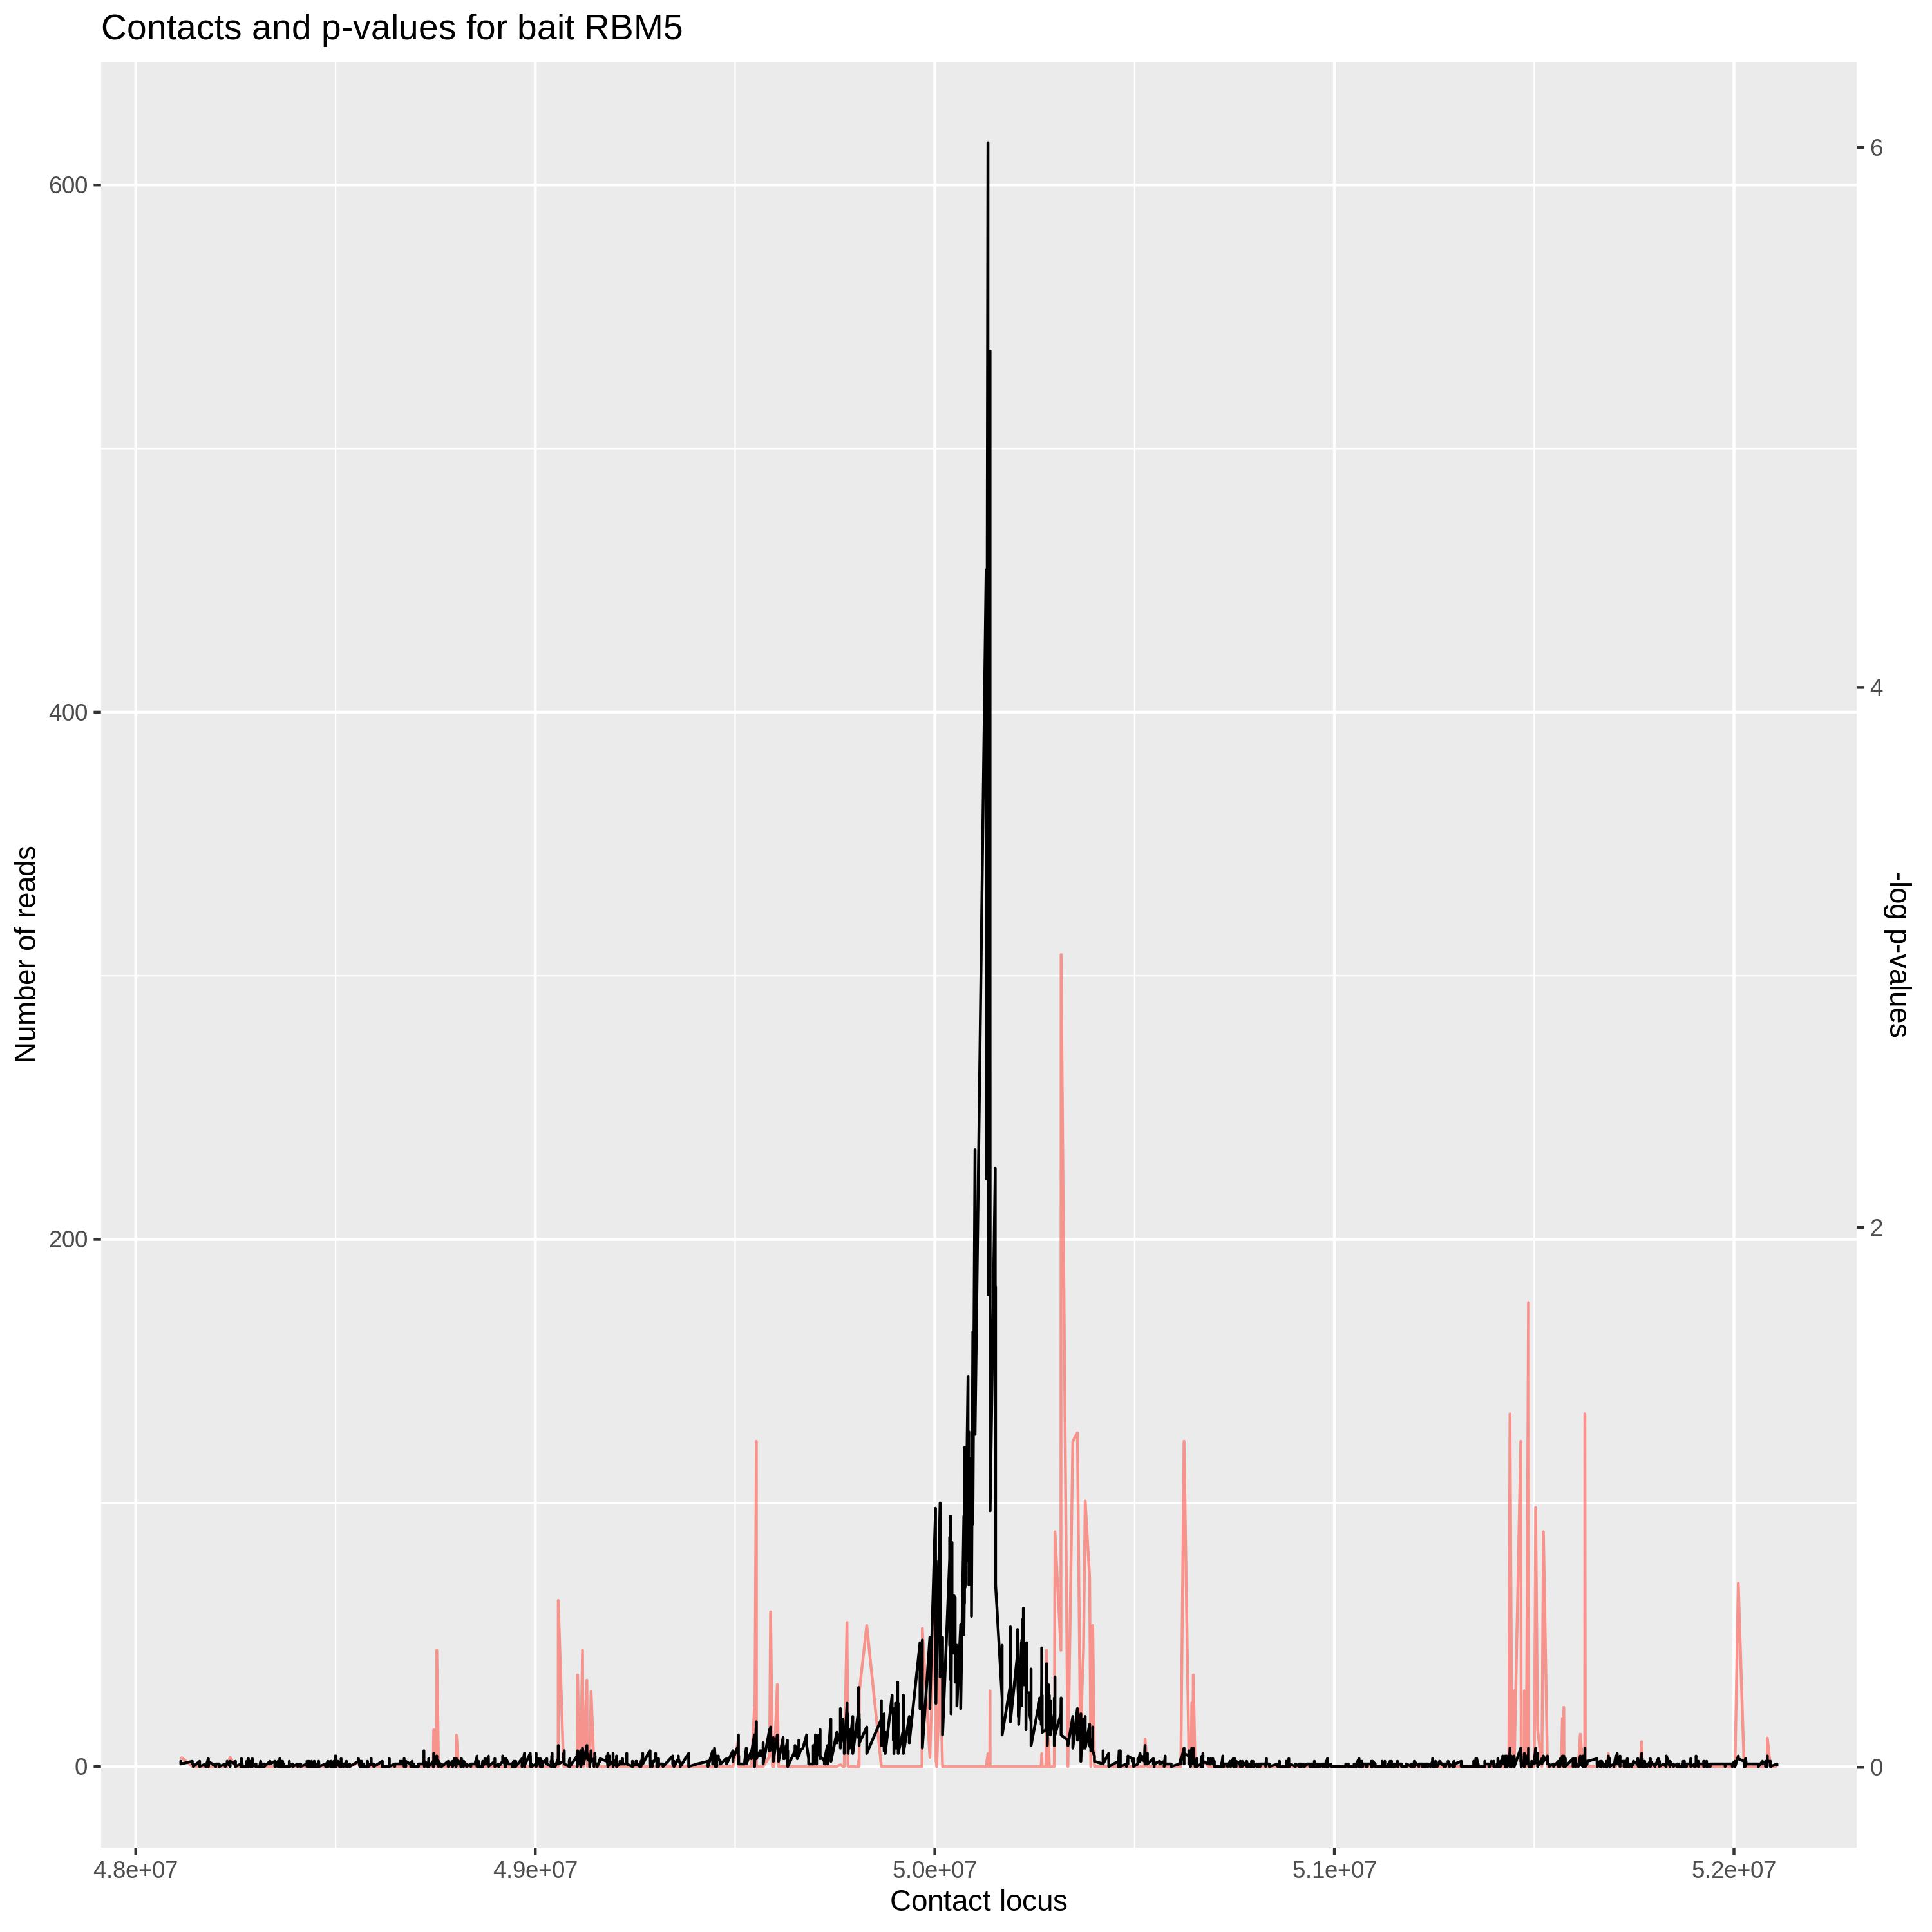 Contacts and p-values for bait RBM5
600
400
200
0
6
4
2
0
Number of reads
-log p-values
4.8e+07
4.9e+07
5.0e+07
5.1e+07
5.2e+07
Contact locus